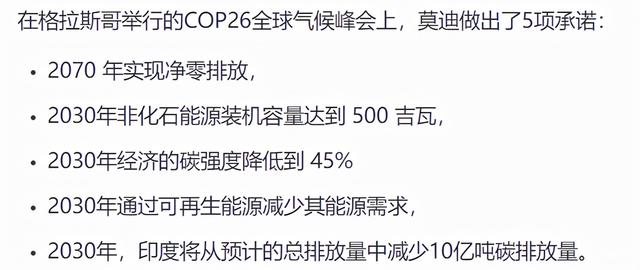 在格拉斯哥举行的COP26全球气候峰会上，莫迪做出了5项承诺：
• 2070 年实现净零排放，
• 2030年非化石能源装机容量达到 500 吉瓦，
• 2030年经济的碳强度降低到 45%
• 2030年通过可再生能源减少其能源需求，
• 2030年，印度将从预计的总排放量中减少10亿吨碳排放量。